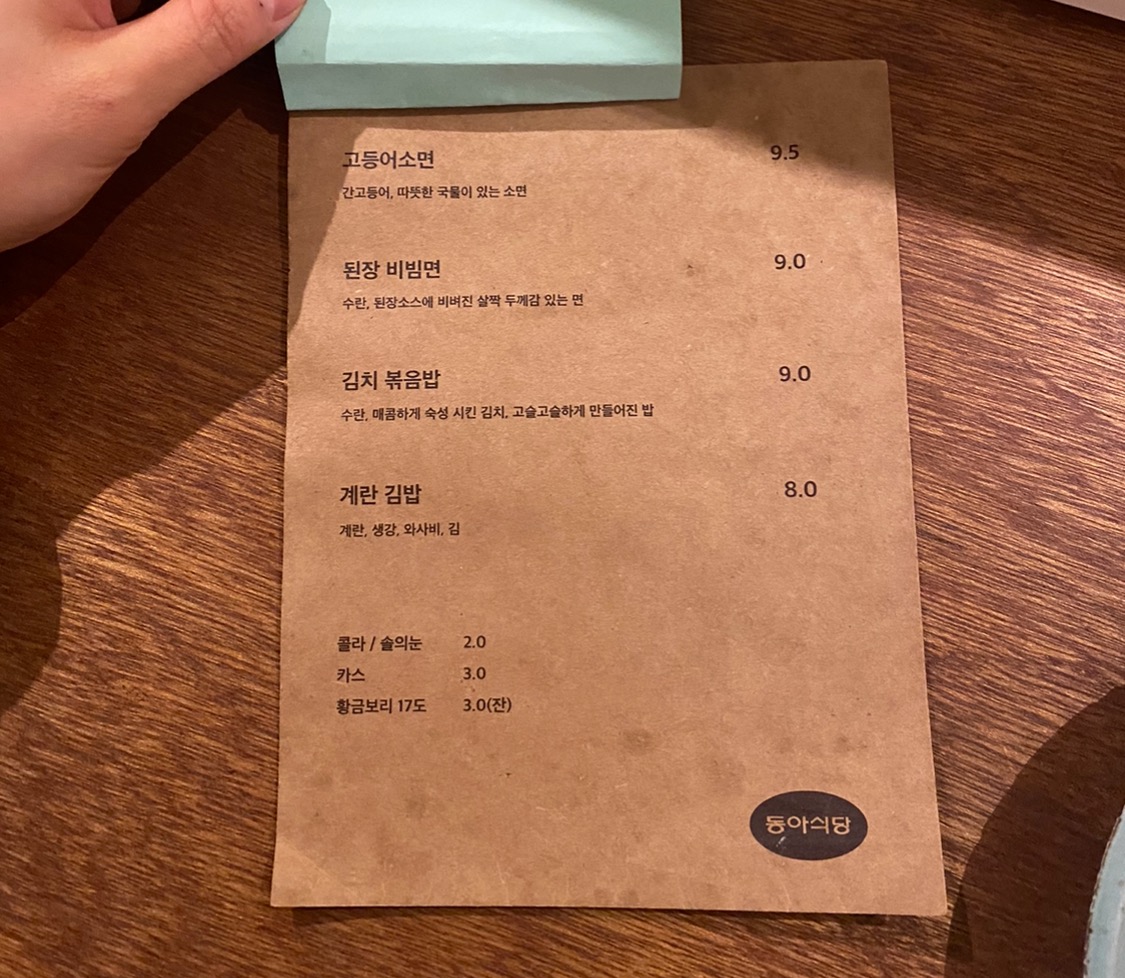 고등어소면 9.5
간고등어, 따뜻한 국물이 있는 소면
된장 비빔면 9.0
수란, 된장소스에 비벼진 살짝 두께감 있는 면
김치 볶음밥 9.0
수란, 매콤하게 숙성 시킨 김치, 고슬고슬하게 만들어진 밥
계란 김밥 8.0
계란, 생강, 와사비, 김
콜라 / 솔의눈 2.0
카스 3.0
황금보리 17도 3.0(잔)
동아식당